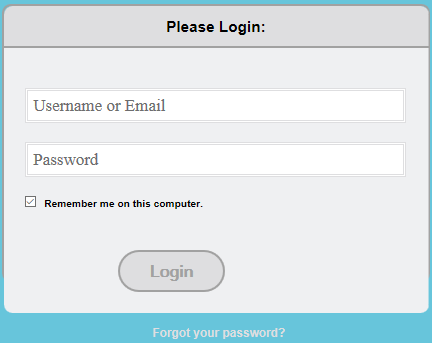 Please Login:
Username or Email
Password
Remember me on this computer.
Login
Forgot your password?